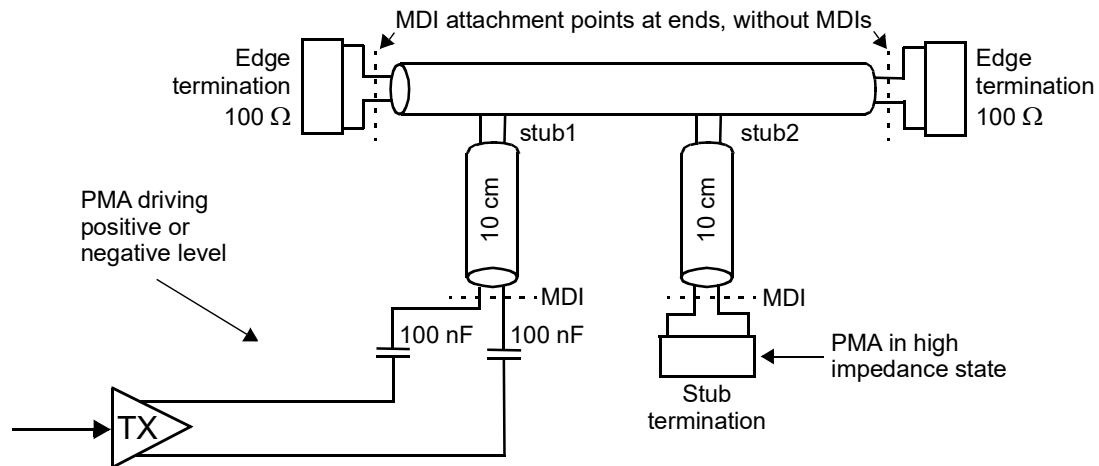 MDI attachment points at ends, without MDIs
Edge
termination
100 Ω
Edge
termination
100 Ω
stub1
stub2
10 cm
10 cm
PMA driving
positive or
negative level
MDI
MDI
100 nF
100 nF
PMA in high
impedance state
Stub
termination
TX